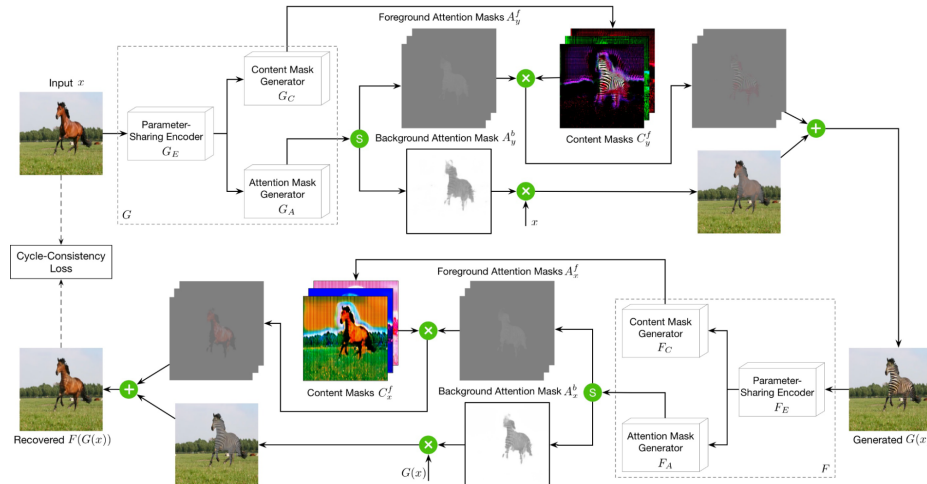 Foreground Attention Masks $A_y^f$
Input $x$
Content Mask
Generator
$G_C$
Parameter-
Sharing Encoder
$G_E$
Attention Mask
Generator
$G_A$
$G$
S
Background Attention Mask $A_y^b$
Content Masks $C_y^f$
$x$
Cycle-Consistency
Loss
Foreground Attention Masks $A_x^f$
Content Masks $C_x^f$
Background Attention Mask $A_x^b$
S
Content Mask
Generator
$F_C$
Parameter-
Sharing Encoder
$F_E$
Attention Mask
Generator
$F_A$
$F$
Recovered $F(G(x))$
$G(x)$
Generated $G(x$